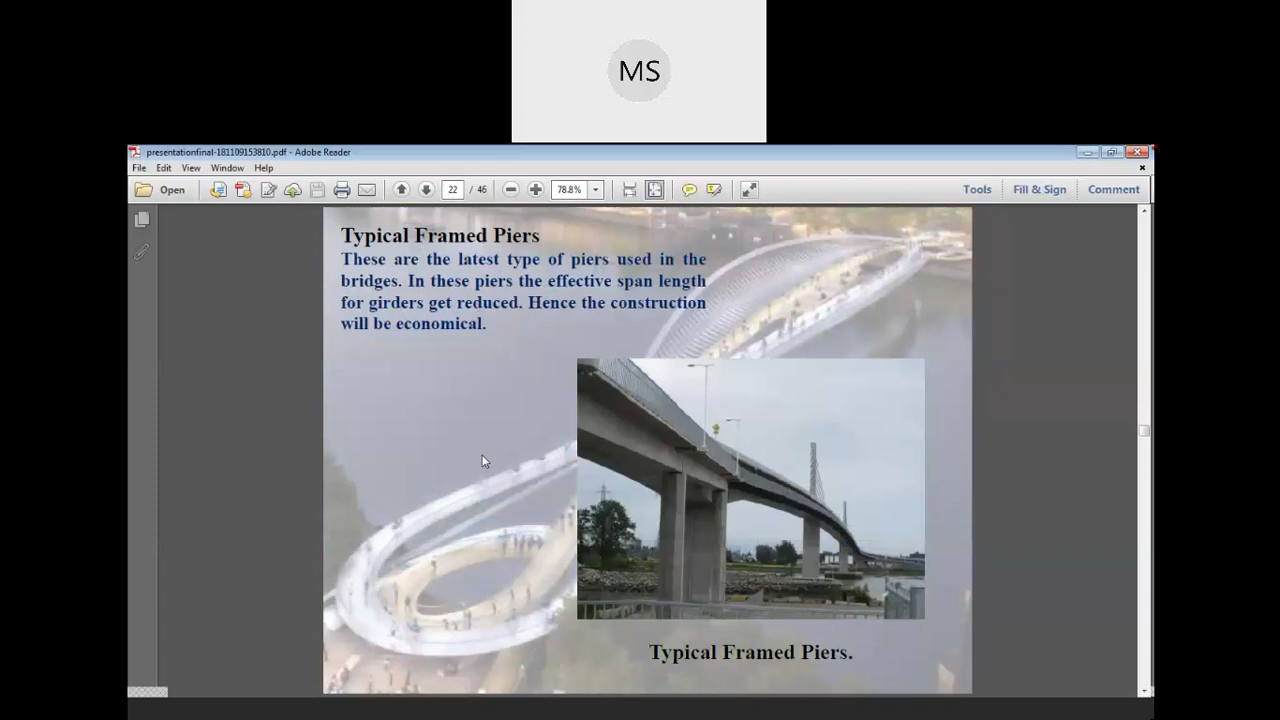 MS
presentationfinal-181109153810.pdf - Adobe Reader
File Edit View Window Help
Open 22 / 46 78.8% Tools Fill & Sign Comment
Typical Framed Piers
These are the latest type of piers used in the
bridges. In these piers the effective span length
for girders get reduced. Hence the construction
will be economical.
Typical Framed Piers.